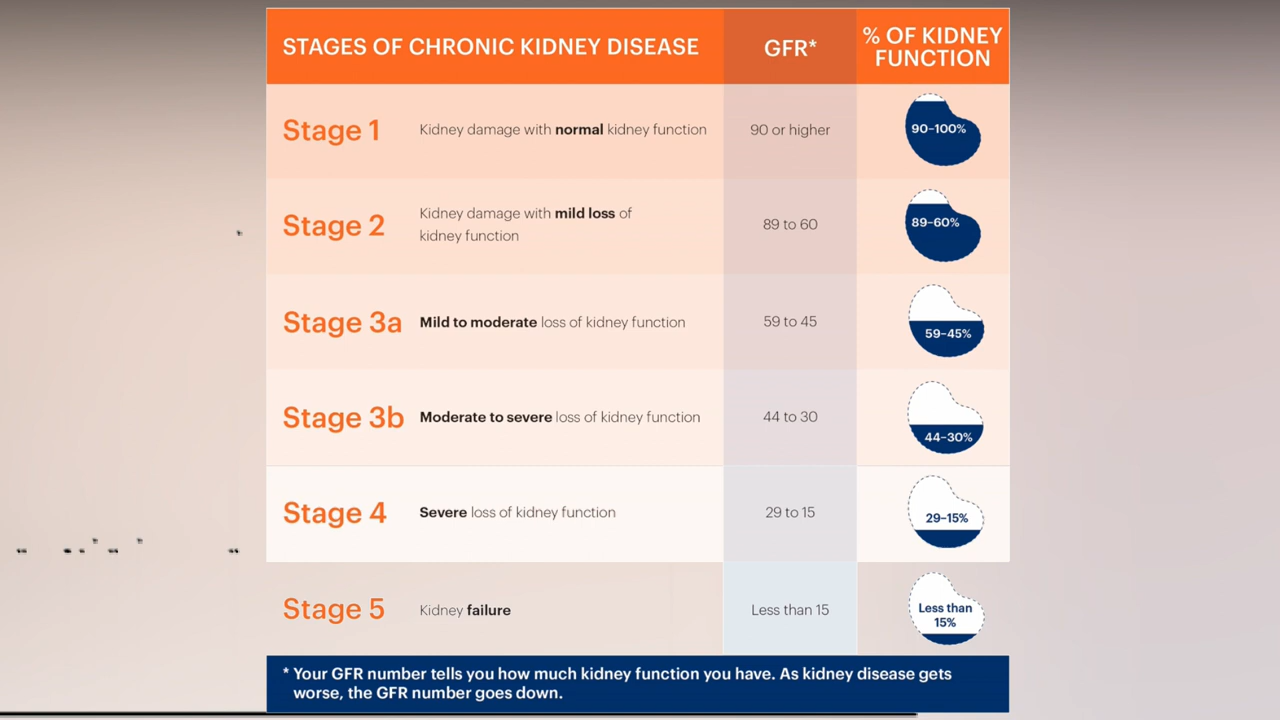 STAGES OF CHRONIC KIDNEY DISEASE
GFR*
% OF KIDNEY
FUNCTION
Stage 1
Kidney damage with normal kidney function
90 or higher
90–100%
Stage 2
Kidney damage with mild loss of
kidney function
89 to 60
89–60%
Stage 3a
Mild to moderate loss of kidney function
59 to 45
59–45%
Stage 3b
Moderate to severe loss of kidney function
44 to 30
44–30%
Stage 4
Severe loss of kidney function
29 to 15
29–15%
Stage 5
Kidney failure
Less than 15
Less than
15%
* Your GFR number tells you how much kidney function you have. As kidney disease gets
worse, the GFR number goes down.